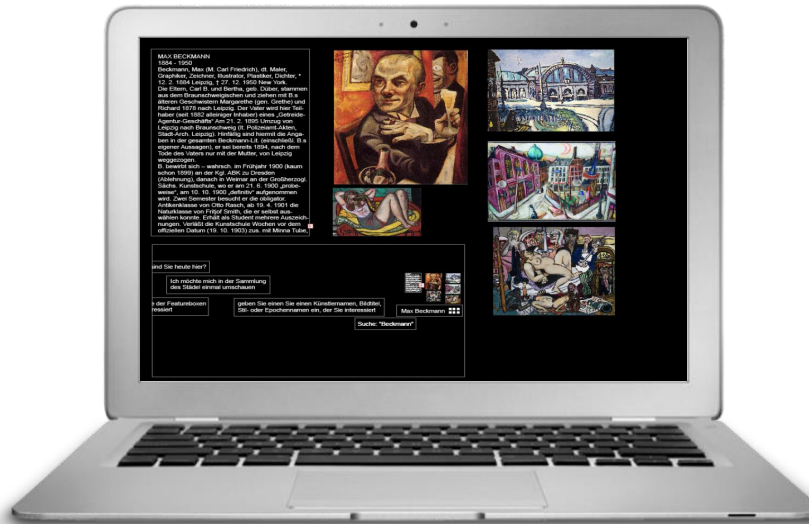 MAX BECKMANN
1884 - 1950
Beckmann, Max (M. Carl Friedrich), dt. Maler,
Graphiker, Zeichner, Illustrator, Plastiker, Dichter, *
12. 2. 1884 Leipzig, † 27. 12. 1950 New York.
Die Eltern, Carl B. und Bertha, geb. Düber, stammen
aus dem Braunschweigischen und ziehen mit B.s
älteren Geschwistern Margarethe (gen. Grethe) und
Richard 1878 nach Leipzig. Der Vater wird hier Teil-
haber (seit 1882 alleiniger Inhaber) eines „Getreide-
Agentur-Geschäfts“ Am 21. 2. 1895 Umzug von
Leipzig nach Braunschweig (lt. Polizeiamt-Akten,
Stadt-Arch. Leipzig). Hinfällig sind hiermit die Anga-
ben in der gesamten Beckmann-Lit. (einschließl. B.s
eigener Aussagen), er sei bereits 1894, nach dem
Tode des Vaters nur mit der Mutter, von Leipzig
weggezogen.
B. bewirbt sich – wahrsch. im Frühjahr 1900 (kaum
schon 1899) an der Kgl. ABK zu Dresden
(Ablehnung), danach in Weimar an der Großherzogl.
Sächs. Kunstschule, wo er am 21. 6. 1900 „probe-
weise“, am 10. 10. 1900 „definitiv“ aufgenommen
wird. Zwei Semester besucht er die obligator.
Antikenklasse von Otto Rasch, ab 19. 4. 1901 die
Naturklasse von Fritjof Smith, die er selbst aus-
wählen konnte. Erhält als Student mehrere Auszeich-
nungen. Verläßt die Kunstschule Wochen vor dem
offiziellen Datum (19. 10. 1903) zus. mit Minna Tube,
sind Sie heute hier?
Ich möchte mich in der Sammlung
des Städel einmal umschauen
der Featureboxen
ressiert
geben Sie einen Sie einen Künstlernamen, Bildtitel,
Stil- oder Epochennamen ein, der Sie interessiert
Max Beckmann
Suche: "Beckmann"